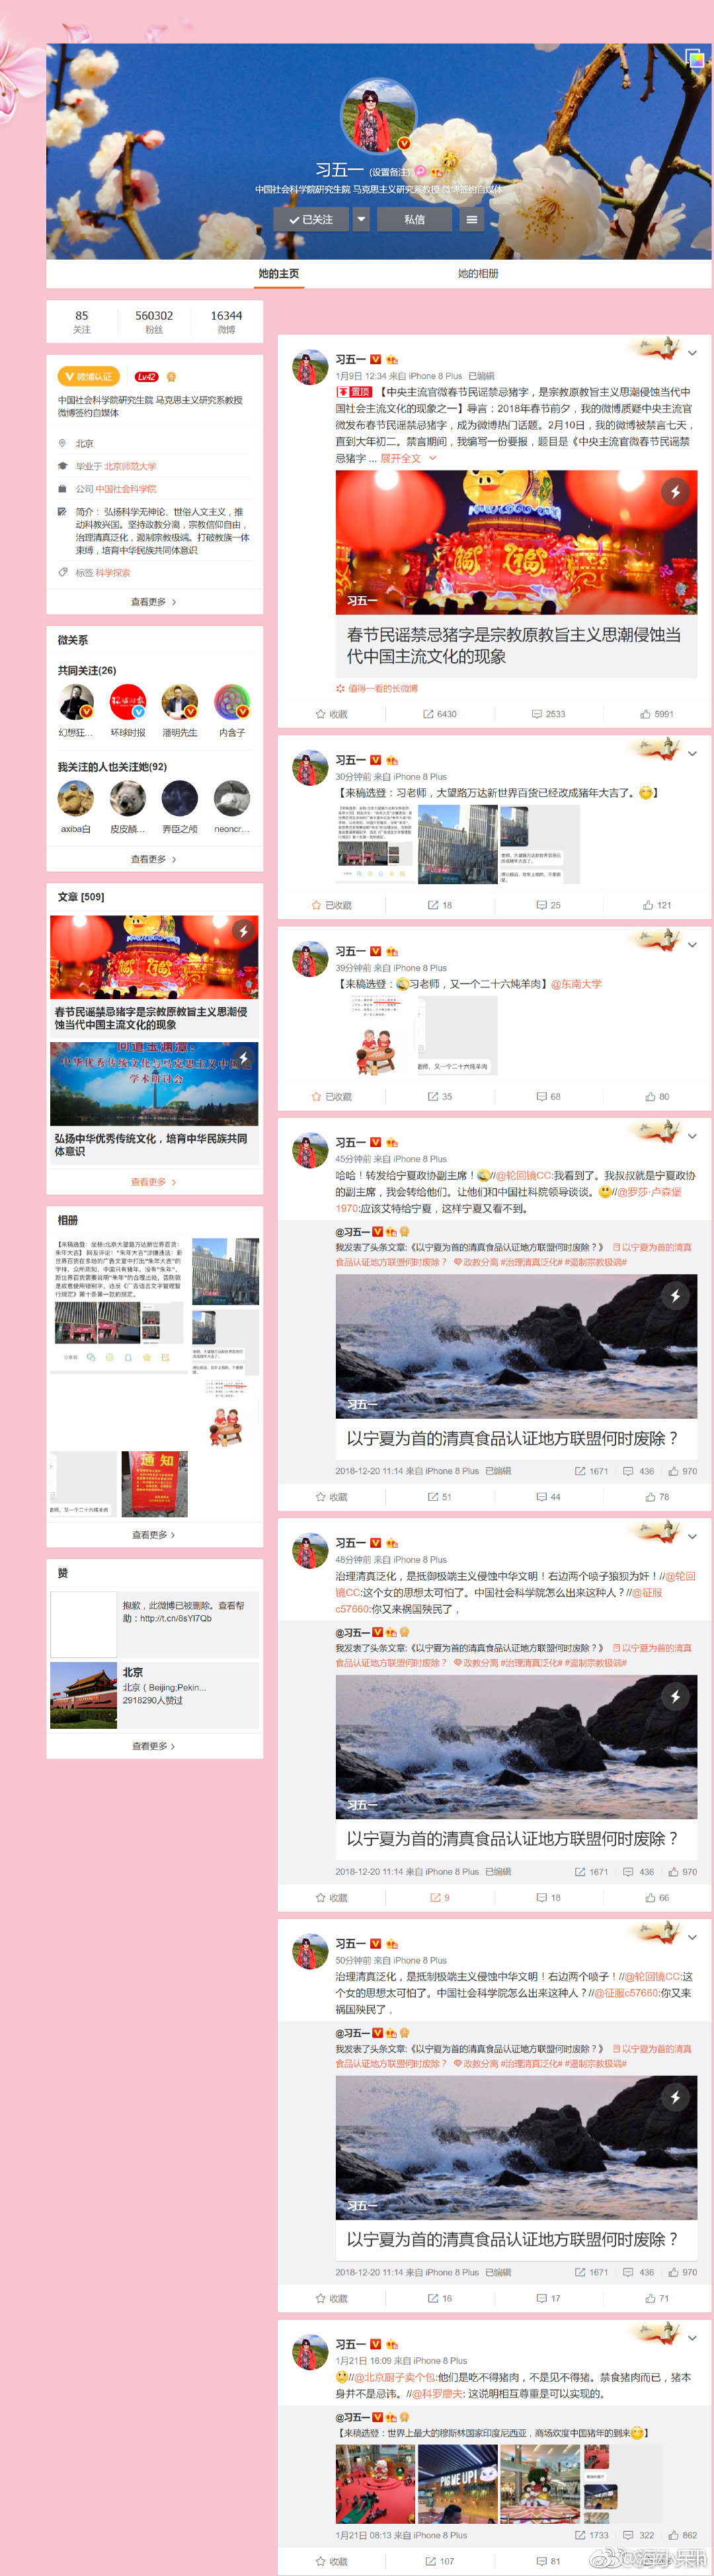 习五一 (设置备注)
中国社会科学院研究生院 马克思主义研究系教授 微博签约自媒体
已关注
私信
她的主页
她的相册
85
关注
560302
粉丝
16344
微博
微博认证
Lv.42
中国社会科学院研究生院 马克思主义研究系教授
微博签约自媒体
北京
毕业于 北京师范大学
公司 中国社会科学院
简介： 弘扬科学无神论、世俗人文主义，推
动科教兴国。坚持政教分离，宗教信仰自由，
治理清真泛化，遏制宗教极端。打破教族一体
束缚，培育中华民族共同体意识
标签 科学探索
查看更多
微关系
共同关注(26)
幻想狂...
环球时报
潘明先生
内含子
我关注的人也关注她(92)
axiba白
皮皮麟...
畀臣之颅
neoncr...
查看更多
文章 [509]
春节民谣禁忌猪字是宗教原教旨主义思潮侵
蚀当代中国主流文化的现象
弘扬中华优秀传统文化，培育中华民族共同
体意识
查看更多
相册
通知
查看更多
赞
抱歉，此微博已被删除。查看帮
助：http://t.cn/8sYl7Qb
北京
北京 ( Beijing;Pekin...
2918290人赞过
查看更多
习五一
1月9日 12:34 来自 iPhone 8 Plus 已编辑
置顶 【中央主流官微春节民谣禁忌猪字，是宗教原教旨主义思潮侵蚀当代中
国社会主流文化的现象之一】导言：2018年春节前夕，我的微博质疑中央主流官
微发布春节民谣禁忌猪字，成为微博热门话题。2月10日，我的微博被禁言七天，
直到大年初二。禁言期间，我编写一份要报，题目是《中央主流官微春节民谣禁
忌猪字 ... 展开全文
习五一
春节民谣禁忌猪字是宗教原教旨主义思潮侵蚀当
代中国主流文化的现象
值得一看的长微博
收藏
6430
2533
5991
习五一
30分钟前 来自 iPhone 8 Plus
【来稿选登：习老师，大望路万达新世界百货已经改成猪年大吉了。】
已收藏
18
25
121
习五一
39分钟前 来自 iPhone 8 Plus
【来稿选登：习老师，又一个二十六炖羊肉】@东南大学
已收藏
35
68
80
习五一
45分钟前 来自 iPhone 8 Plus
哈哈！转发给宁夏政协副主席！//@轮回镜CC:我看到了。我叔叔就是宁夏政协
的副主席，我会转给他们。让他们和中国社科院领导谈谈。//@罗莎·卢森堡
1970:应该艾特给宁夏，这样宁夏又看不到。
@习五一
我发表了头条文章:《以宁夏为首的清真食品认证地方联盟何时废除？》 以宁夏为首的清真
食品认证地方联盟何时废除？ 政教分离 #治理清真泛化# #遏制宗教极端#
习五一
以宁夏为首的清真食品认证地方联盟何时废除？
2018-12-20 11:14 来自 iPhone 8 Plus 已编辑
1671
436
970
收藏
51
44
78
习五一
48分钟前 来自 iPhone 8 Plus
治理清真泛化，是抵御极端主义侵蚀中华文明！右边两个喷子狼狈为奸！//@轮回
镜CC:这个女的思想太可怕了。中国社会科学院怎么出来这种人？//@征服
c57660:你又来祸国殃民了，
@习五一
我发表了头条文章:《以宁夏为首的清真食品认证地方联盟何时废除？》 以宁夏为首的清真
食品认证地方联盟何时废除？ 政教分离 #治理清真泛化# #遏制宗教极端#
习五一
以宁夏为首的清真食品认证地方联盟何时废除？
2018-12-20 11:14 来自 iPhone 8 Plus 已编辑
1671
436
970
收藏
9
18
66
习五一
50分钟前 来自 iPhone 8 Plus
治理清真泛化，是抵制极端主义侵蚀中华文明！右边两个喷子！//@轮回镜CC:这
个女的思想太可怕了。中国社会科学院怎么出来这种人？//@征服c57660:你又来
祸国殃民了，
@习五一
我发表了头条文章:《以宁夏为首的清真食品认证地方联盟何时废除？》 以宁夏为首的清真
食品认证地方联盟何时废除？ 政教分离 #治理清真泛化# #遏制宗教极端#
习五一
以宁夏为首的清真食品认证地方联盟何时废除？
2018-12-20 11:14 来自 iPhone 8 Plus 已编辑
1671
436
970
收藏
16
17
71
习五一
1月21日 16:09 来自 iPhone 8 Plus
//@北京厨子卖个包:他们是吃不得猪肉，不是见不得猪。禁食猪肉而已，猪本
身并不是忌讳。//@科罗廖夫: 这说明相互尊重是可以实现的。
@习五一
【来稿选登：世界上最大的穆斯林国家印度尼西亚，商场欢度中国猪年的到来】
PIG ME UP!
1月21日 08:13 来自 iPhone 8 Plus
1733
322
862
收藏
107
81